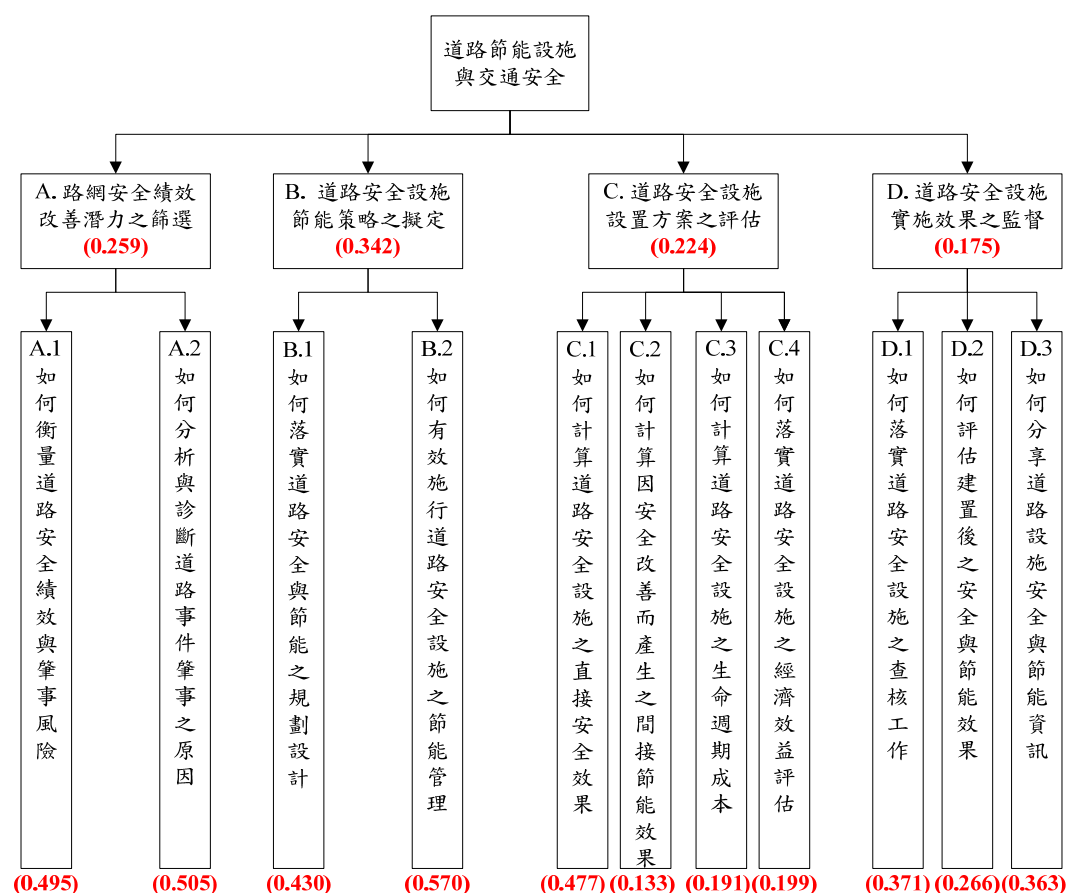 道路節能設施
與交通安全
A. 路網安全績效
改善潛力之篩選
(0.259)
B. 道路安全設施
節能策略之擬定
(0.342)
C. 道路安全設施
設置方案之評估
(0.224)
D. 道路安全設施
實施效果之監督
(0.175)
A.1
如何衡量道路安全績效與肇事風險
(0.495)
A.2
如何分析與診斷道路事件肇事之原因
(0.505)
B.1
如何落實道路安全與節能之規劃設計
(0.430)
B.2
如何有效施行道路安全設施之節能管理
(0.570)
C.1
如何計算道路安全設施之直接安全效果
(0.477)
C.2
如何計算因安全改善而產生之間接節能效果
(0.133)
C.3
如何計算道路安全設施之生命週期成本
(0.191)
C.4
如何落實道路安全設施之經濟效益評估
(0.199)
D.1
如何落實道路安全設施之查核工作
(0.371)
D.2
如何評估建置後之安全與節能效果
(0.266)
D.3
如何分享道路設施安全與節能資訊
(0.363)